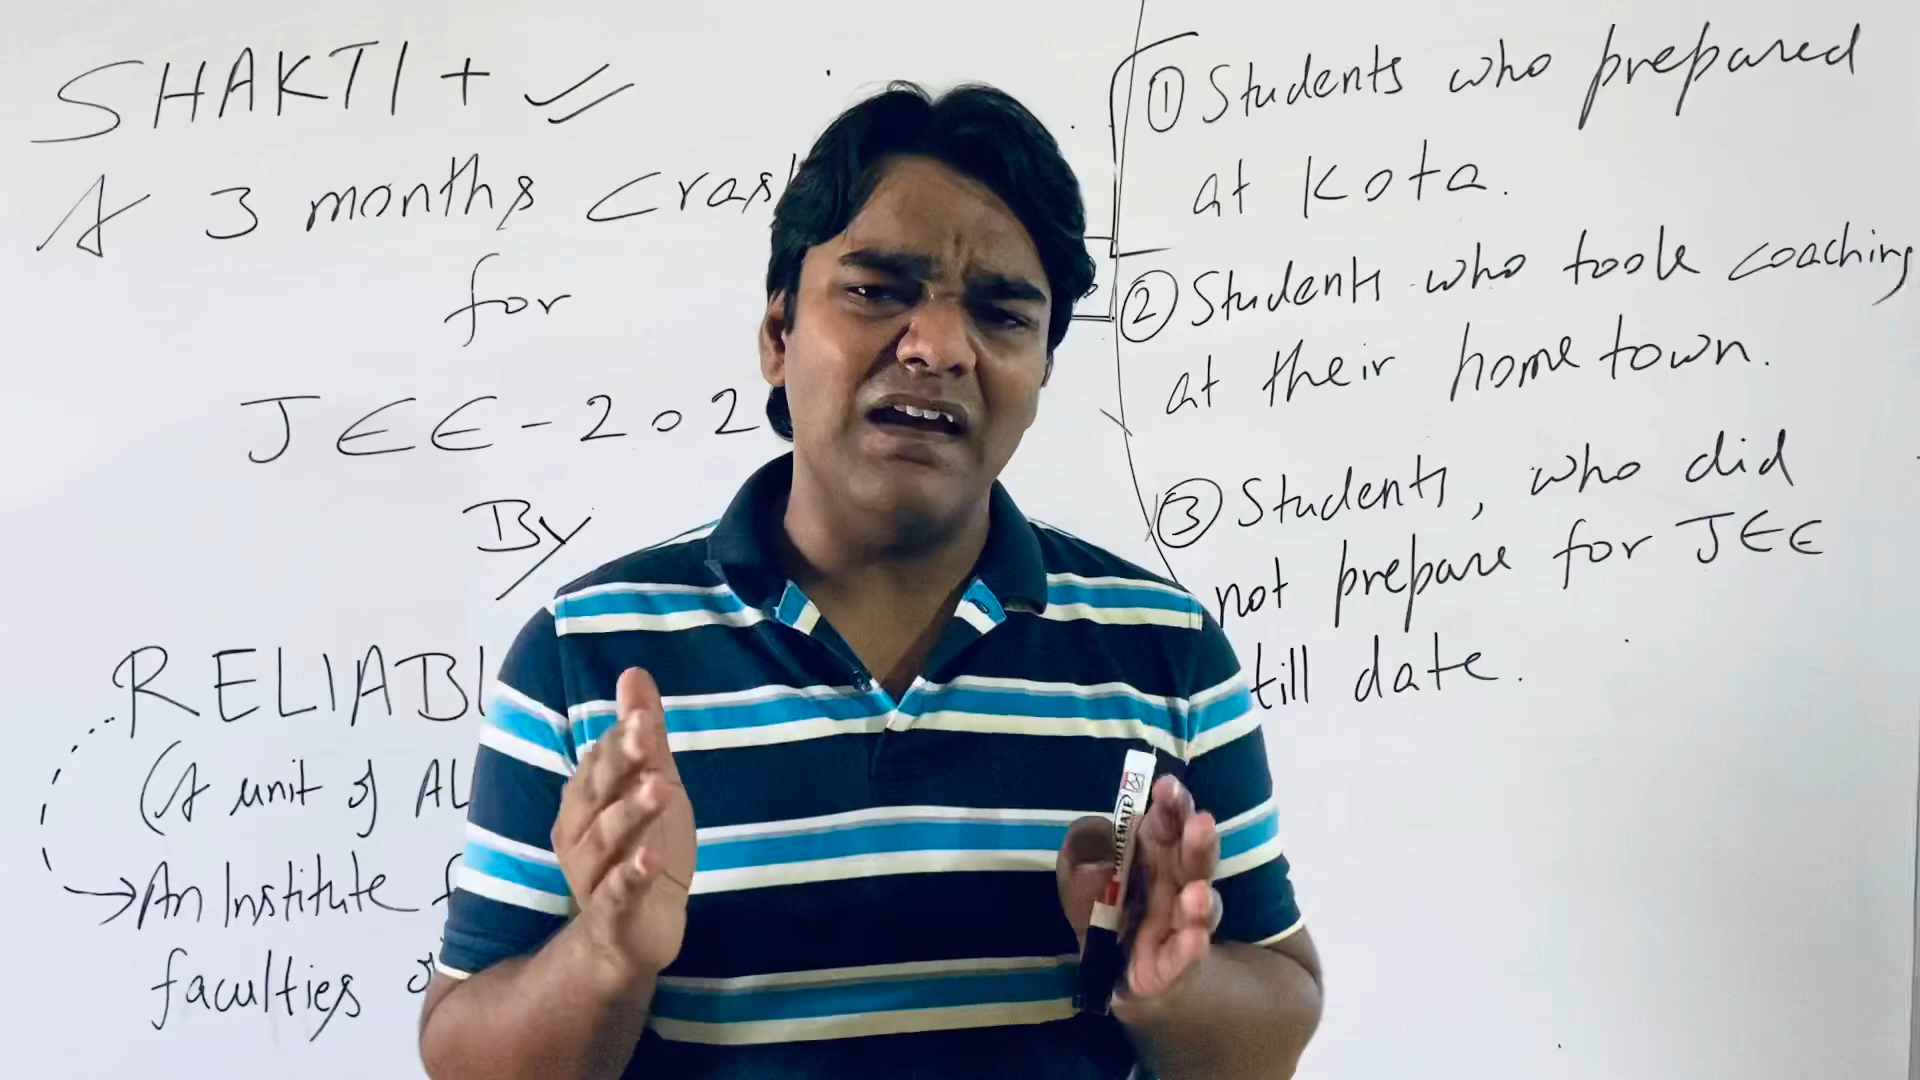 SHAKTI +
A 3 months cras
for
JEE - 202
By
RELIABL
(A unit of AL
An Institute f
faculties o
① Students who prepared
at Kota.
② Students who took coaching
at their home town.
③ Students, who did
not prepare for JEE
till date.